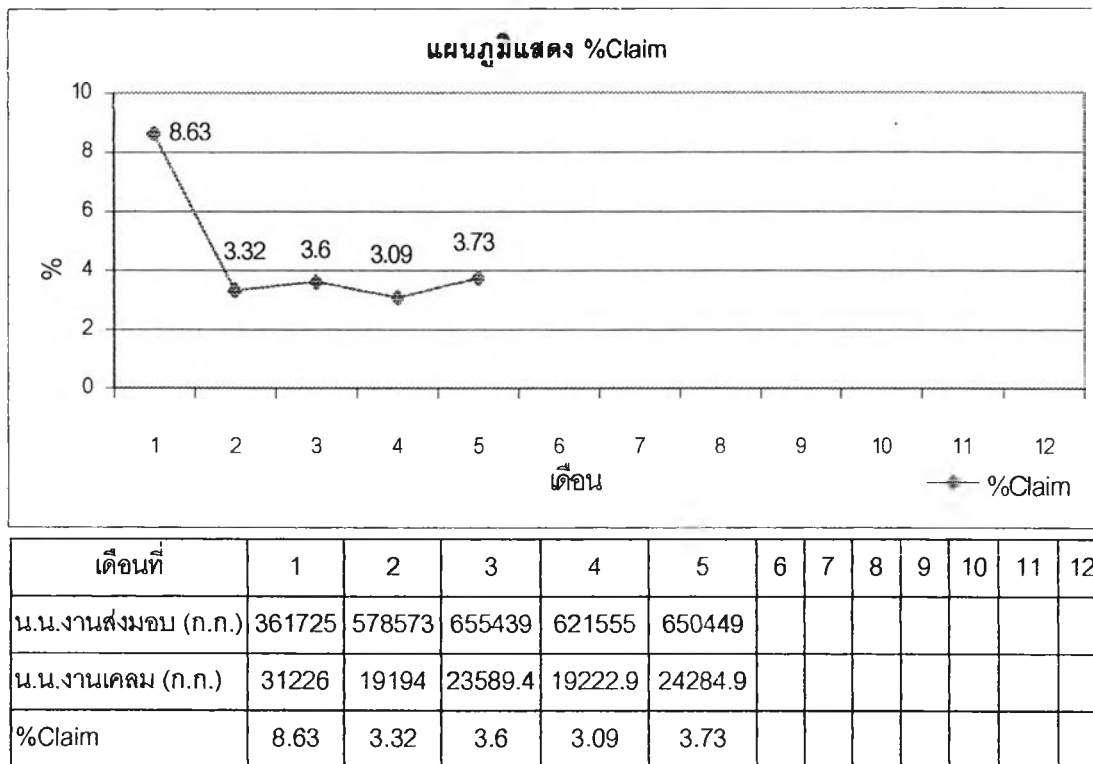 แผนภูมิแสดง %Claim
10
8
6
4
2
0
%
8.63
3.32
3.6
3.09
3.73
1 2 3 4 5 6 7 8 9 10 11 12
เดือน
%Claim
เดือนที่ 1 2 3 4 5 6 7 8 9 10 11 12
น.น.งานส่งมอบ (ก.ก.) 361725 578573 655439 621555 650449
น.น.งานเคลม (ก.ก.) 31226 19194 23589.4 19222.9 24284.9
%Claim 8.63 3.32 3.6 3.09 3.73